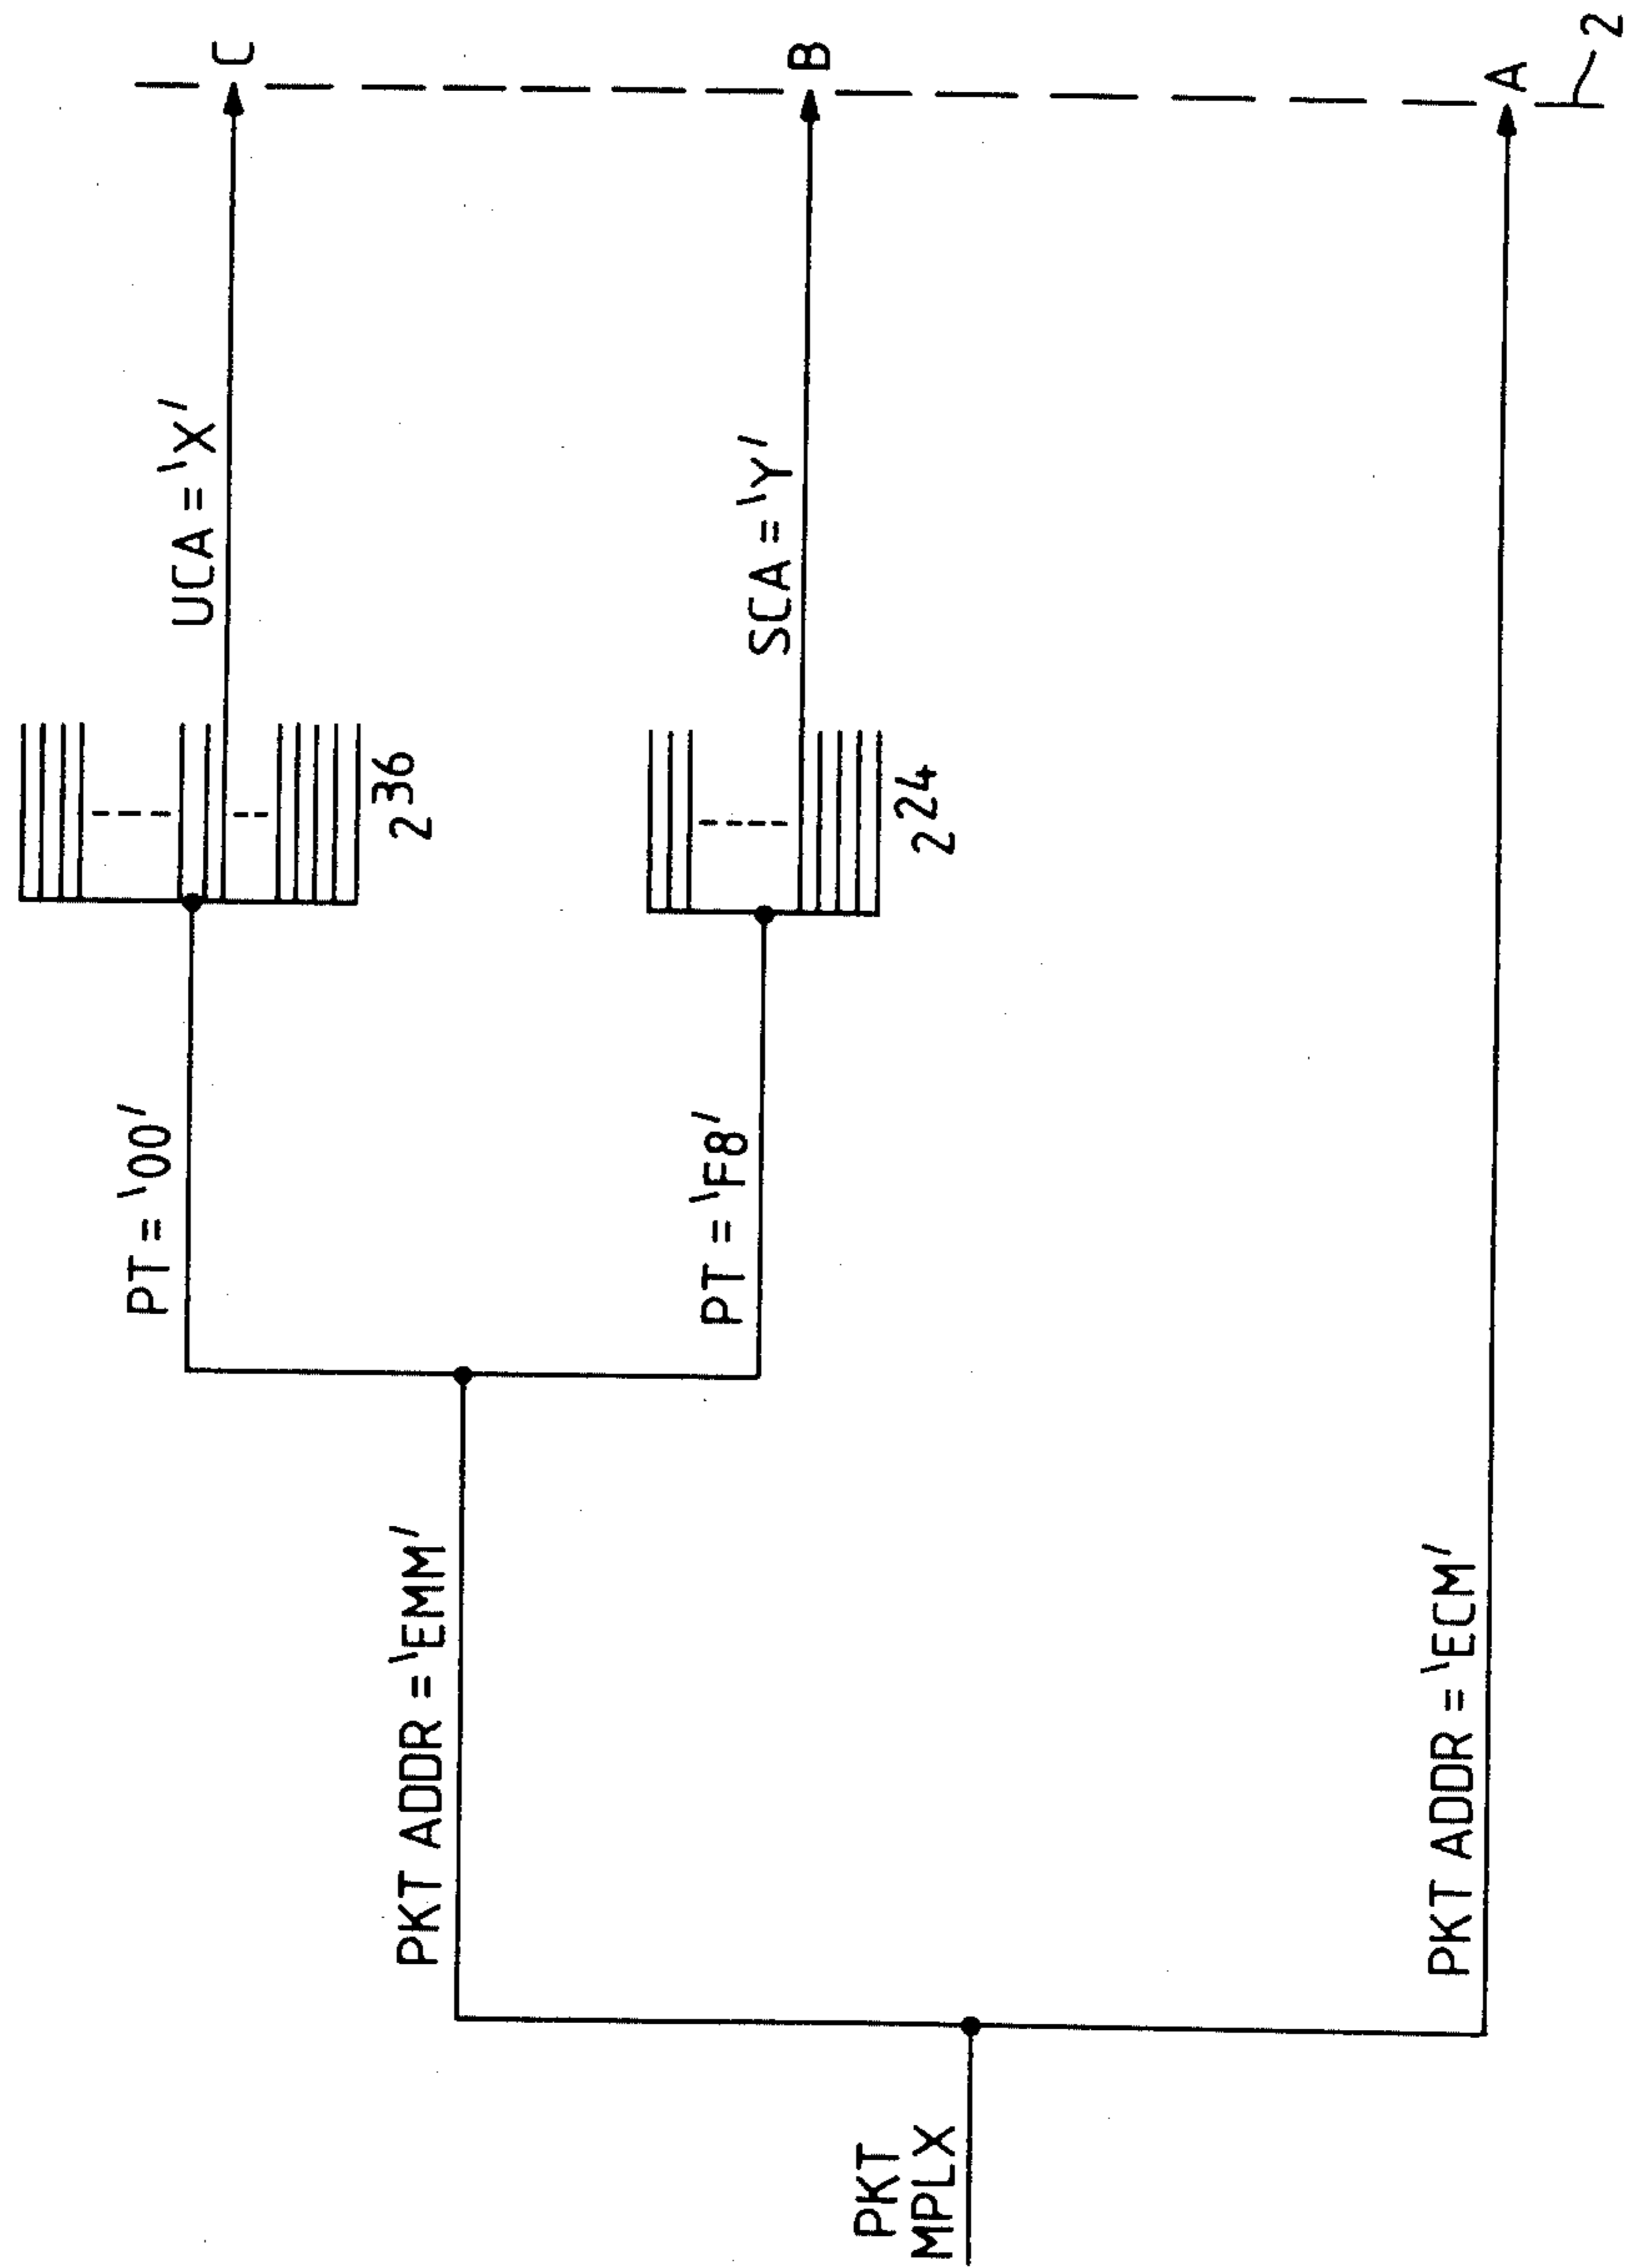 PKT
MPLX
PKT ADDR = 'EMM'
PKT ADDR = 'ECM'
PT = '00'
PT = 'F8'
2^36
2^24
UCA = 'X'
SCA = 'Y'
C
B
A
2